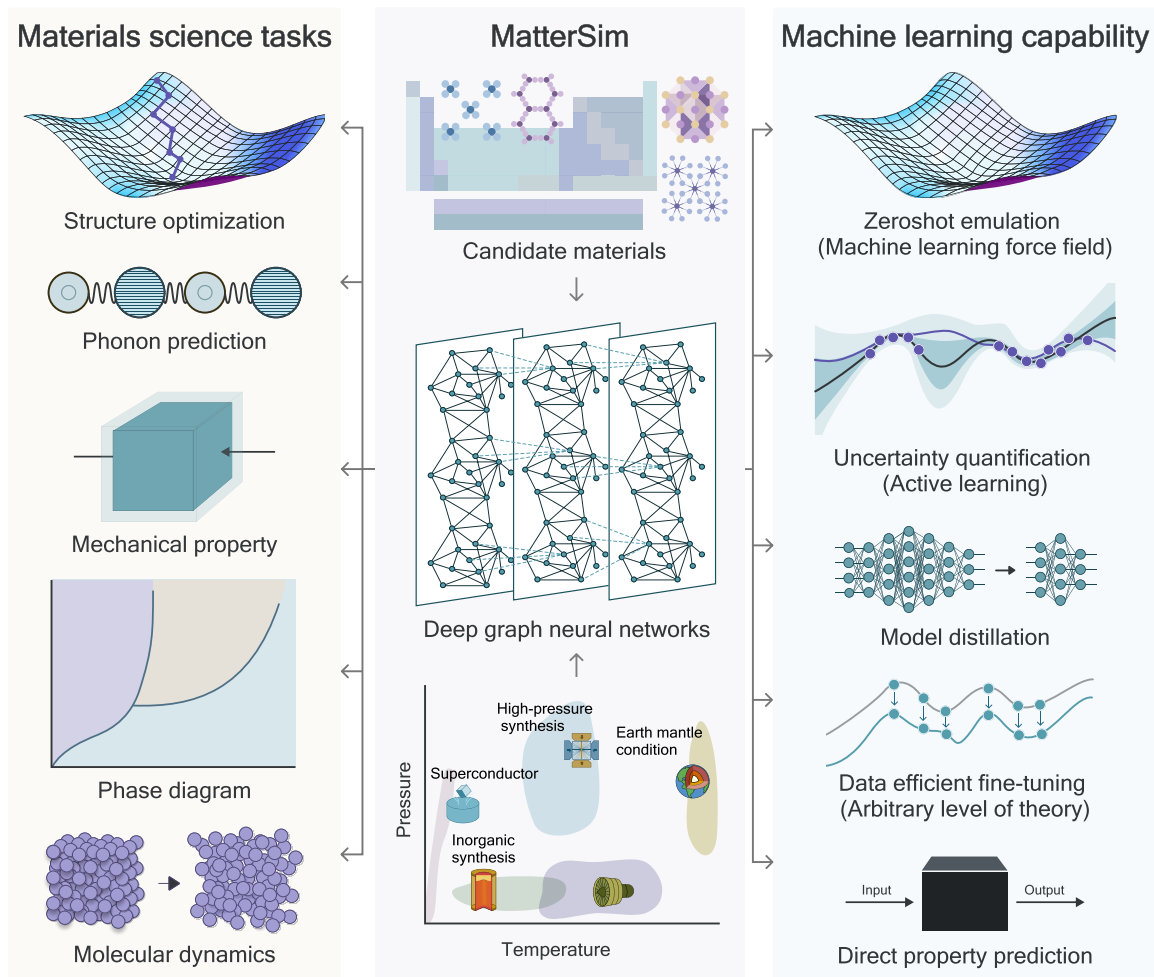 Materials science tasks
Structure optimization
Phonon prediction
Mechanical property
Phase diagram
Molecular dynamics
MatterSim
Candidate materials
Deep graph neural networks
High-pressure
synthesis
Earth mantle
condition
Superconductor
Inorganic
synthesis
Pressure
Temperature
Machine learning capability
Zeroshot emulation
(Machine learning force field)
Uncertainty quantification
(Active learning)
Model distillation
Data efficient fine-tuning
(Arbitrary level of theory)
Input
Output
Direct property prediction